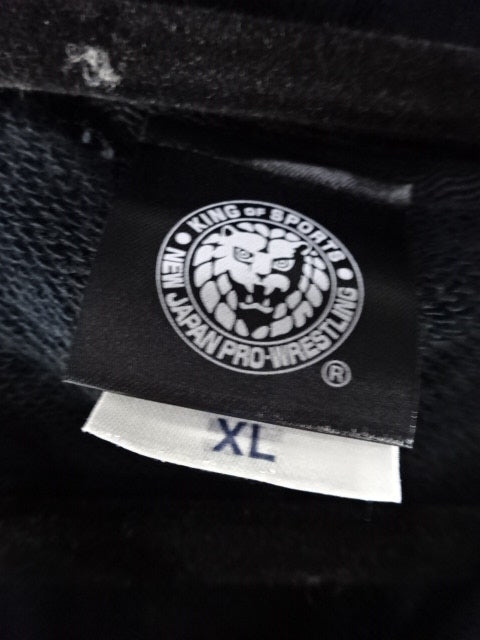 KING OF SPORTS
NEW JAPAN PRO-WRESTLING
®
XL